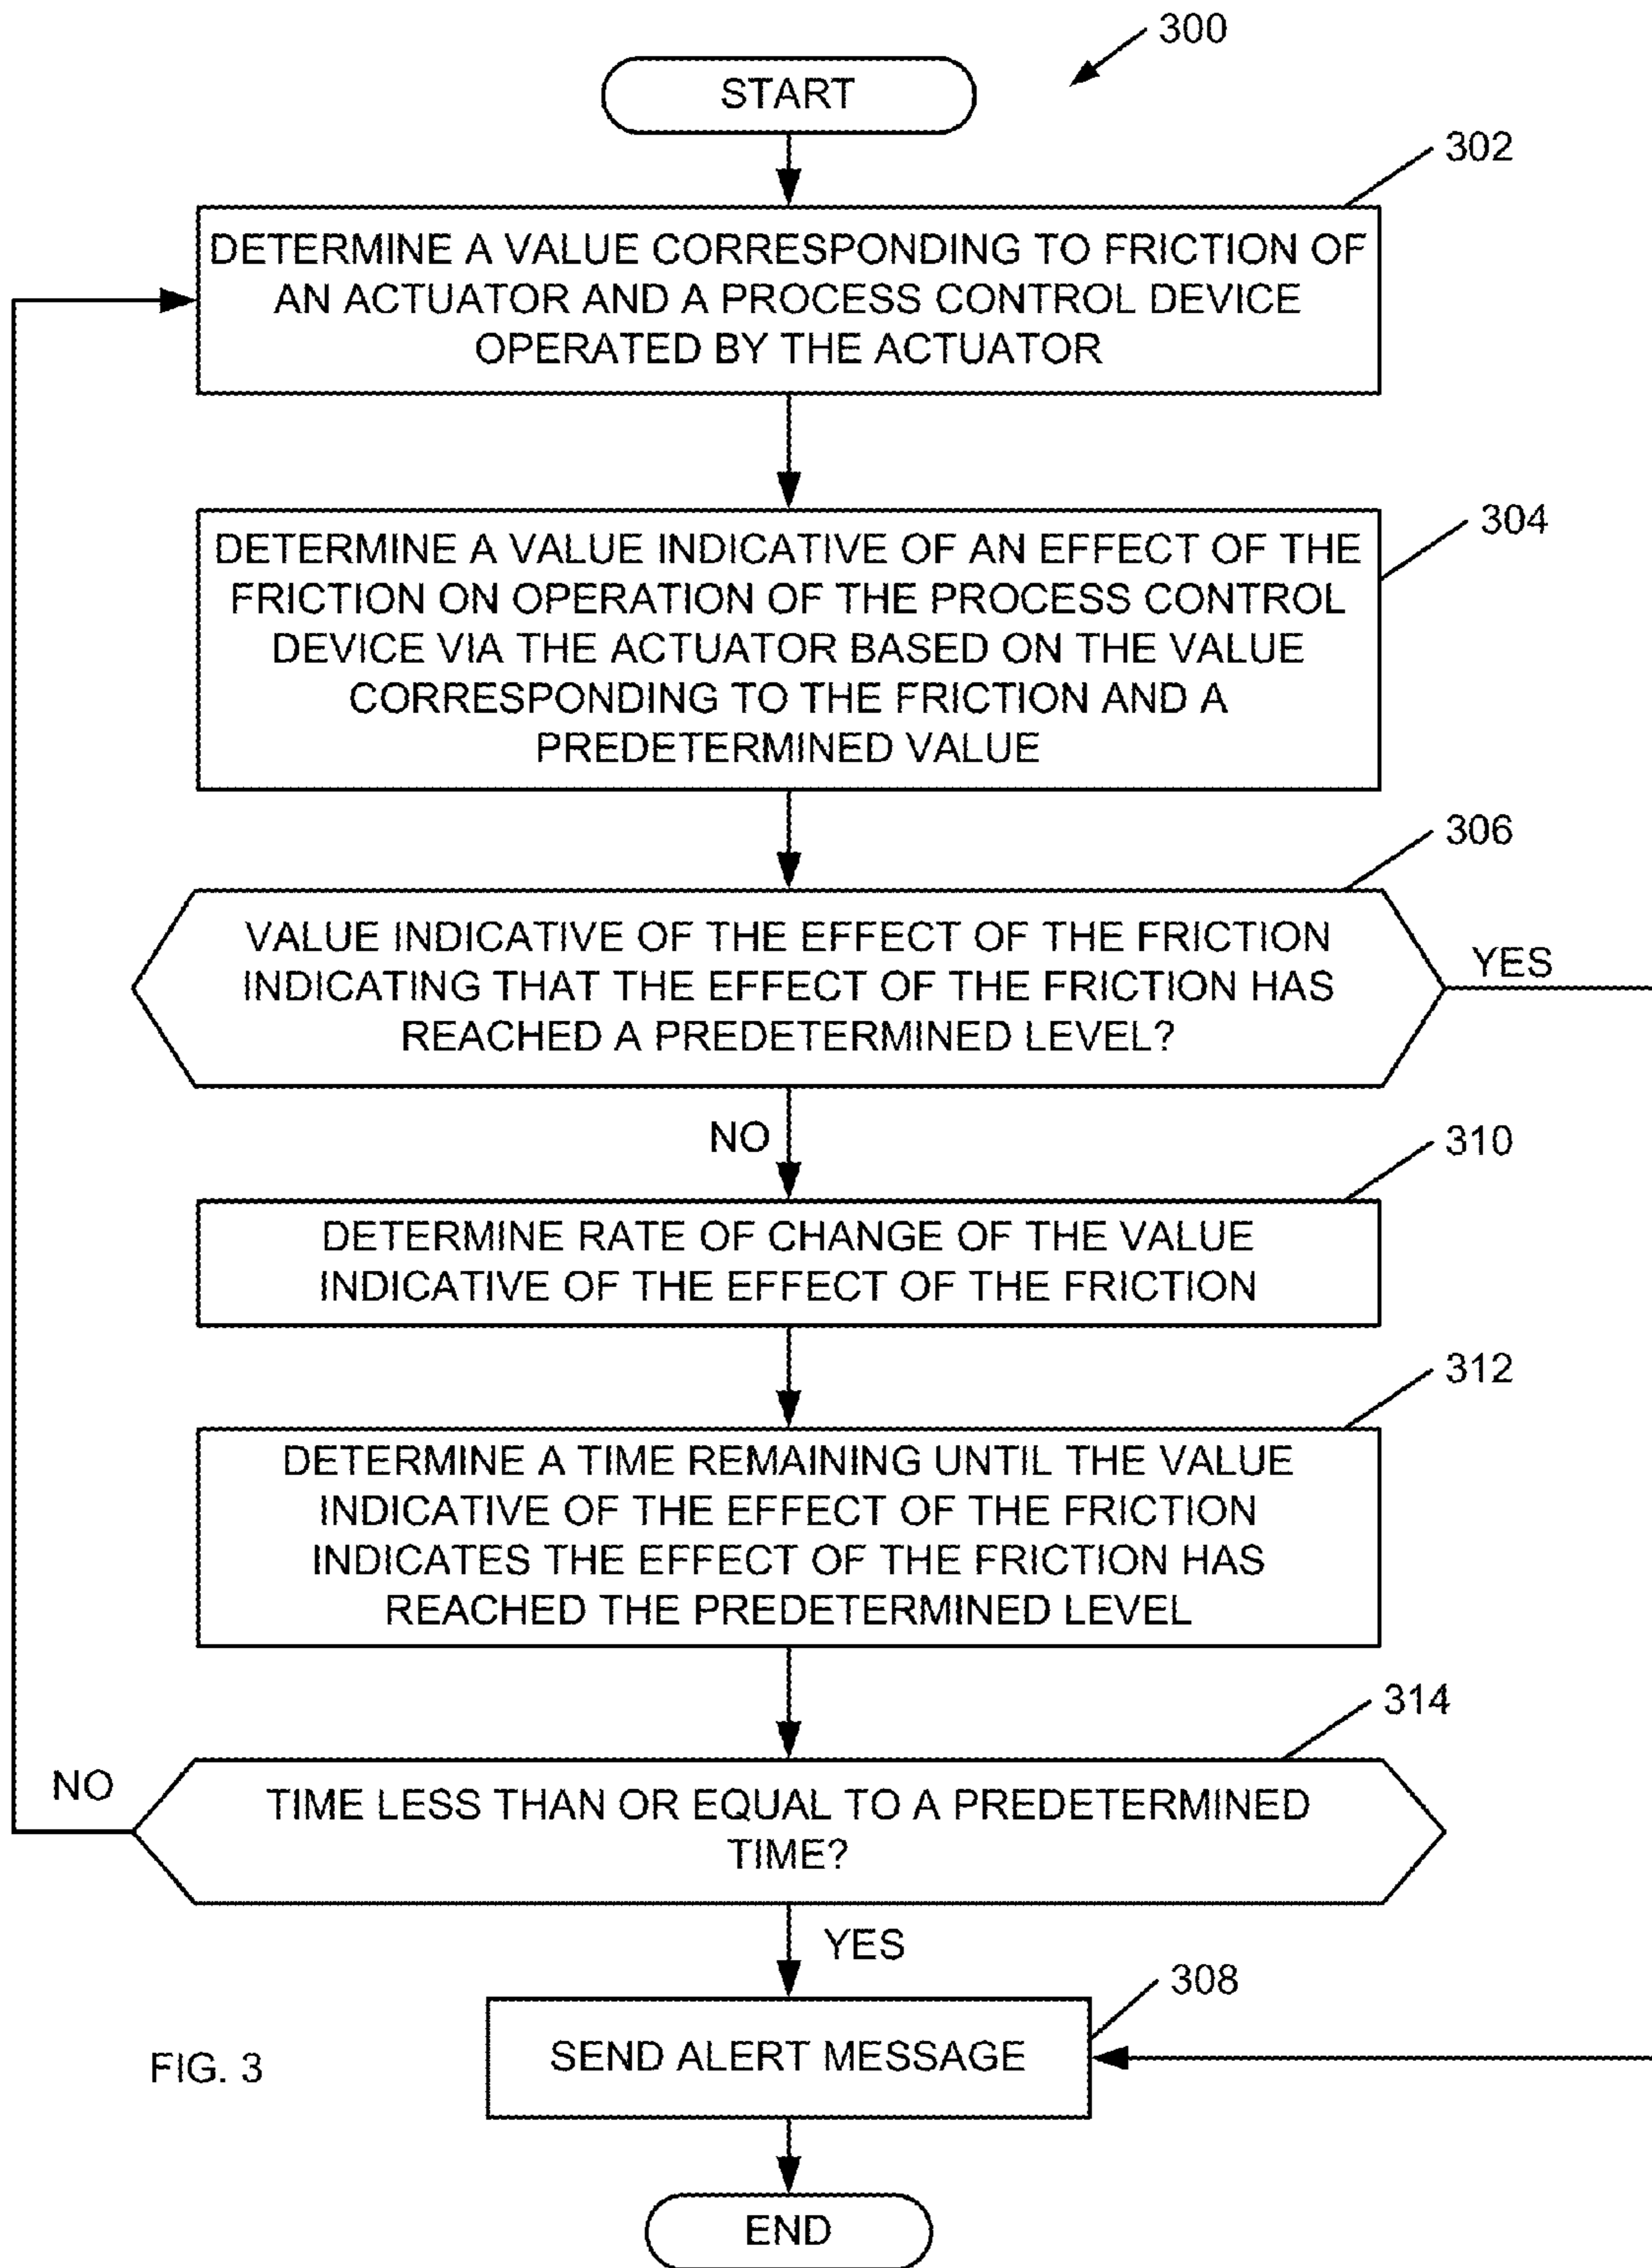 300
START
302
DETERMINE A VALUE CORRESPONDING TO FRICTION OF
AN ACTUATOR AND A PROCESS CONTROL DEVICE
OPERATED BY THE ACTUATOR
304
DETERMINE A VALUE INDICATIVE OF AN EFFECT OF THE
FRICTION ON OPERATION OF THE PROCESS CONTROL
DEVICE VIA THE ACTUATOR BASED ON THE VALUE
CORRESPONDING TO THE FRICTION AND A
PREDETERMINED VALUE
306
VALUE INDICATIVE OF THE EFFECT OF THE FRICTION
INDICATING THAT THE EFFECT OF THE FRICTION HAS
REACHED A PREDETERMINED LEVEL?
YES
NO
310
DETERMINE RATE OF CHANGE OF THE VALUE
INDICATIVE OF THE EFFECT OF THE FRICTION
312
DETERMINE A TIME REMAINING UNTIL THE VALUE
INDICATIVE OF THE EFFECT OF THE FRICTION
INDICATES THE EFFECT OF THE FRICTION HAS
REACHED THE PREDETERMINED LEVEL
314
NO
TIME LESS THAN OR EQUAL TO A PREDETERMINED
TIME?
YES
308
SEND ALERT MESSAGE
FIG. 3
END